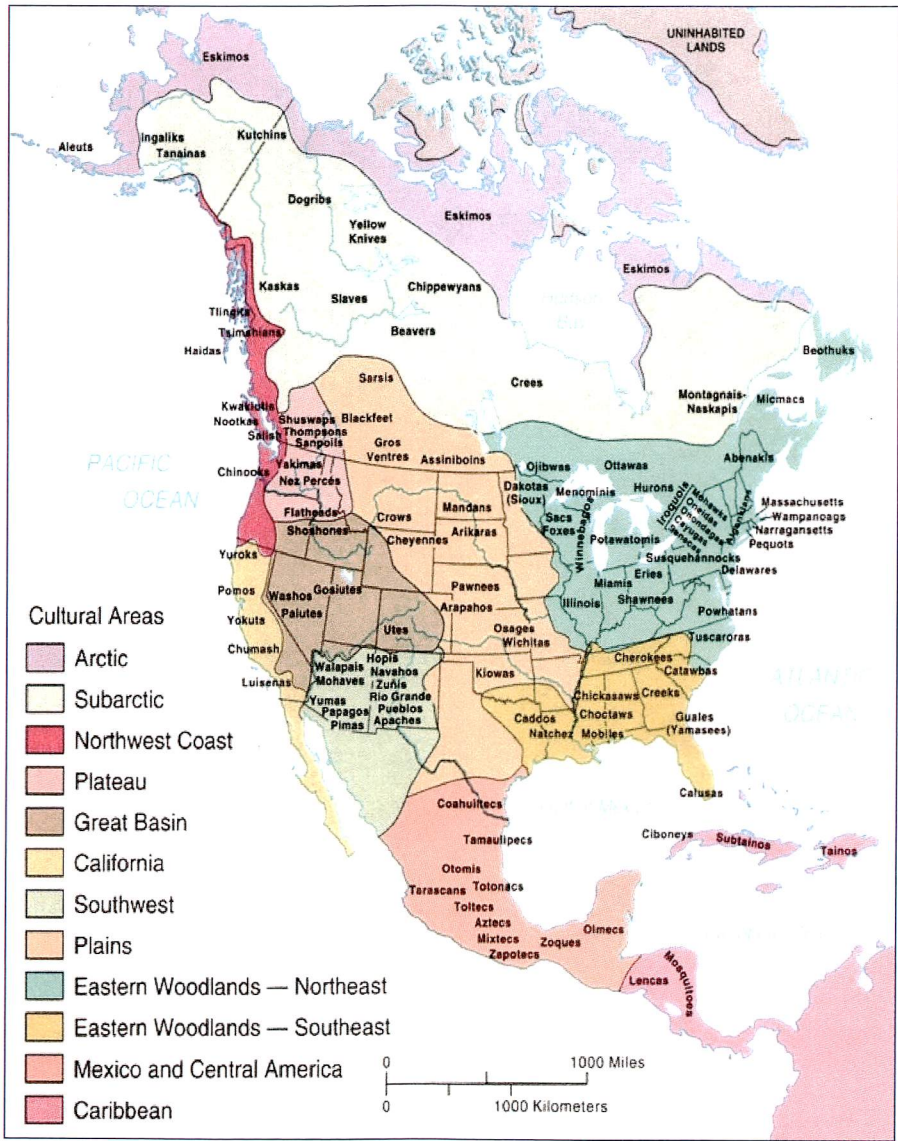 UNINHABITED
LANDS
Eskimos
Aleuts
Ingaliks
Tanainas
Kutchins
Dogribs
Yellow
Knives
Eskimos
Eskimos
Kaskas
Slaves
Chippewyans
Beavers
Tlingits
Tsimshians
Haidas
Beothuks
Crees
Montagnais-
Naskapis
Micmacs
Sarsis
Kwakiutls
Nootkas
Salish
Shuswaps
Thompsons
Sanpoils
Blackfeet
Gros
Ventres
Assiniboins
PACIFIC
OCEAN
Chinooks
Yakimas
Nez Percés
Flatheads
Ojibwas
Ottawas
Abenakis
Dakotas
(Sioux)
Menominis
Hurons
Iroquois
Mohawks
Oneidas
Onondagas
Cayugas
Senecas
Massachusetts
Wampanoags
Narragansetts
Pequots
Crows
Mandans
Arikaras
Cheyennes
Sacs
Foxes
Winnebagos
Potawatomis
Susquehannocks
Delawares
Shoshones
Yuroks
Pomos
Washos
Paiutes
Gosiutes
Pawnees
Arapahos
Miamis
Eries
Illinois
Shawnees
Powhatans
Yokuts
Utes
Osages
Wichitas
Tuscaroras
Chumash
Luisenas
Walapais
Mohaves
Hopis
Navahos
Zuñis
Rio Grande
Pueblos
Apaches
Yumas
Papagos
Pimas
Kiowas
Cherokees
Catawbas
Chickasaws
Creeks
Caddos
Choctaws
Natchez
Mobiles
Guales
(Yamasees)
ATLANTIC
OCEAN
Calusas
Coahuiltecs
Tamaulipecs
Ciboneys
Subtainos
Tainos
Otomis
Tarascans
Totonacs
Toltecs
Aztecs
Mixtecs
Zapotecs
Zoques
Olmecs
Lencas
Mosquitoes
Cultural Areas
Arctic
Subarctic
Northwest Coast
Plateau
Great Basin
California
Southwest
Plains
Eastern Woodlands — Northeast
Eastern Woodlands — Southeast
Mexico and Central America
Caribbean
0 1000 Miles
0 1000 Kilometers